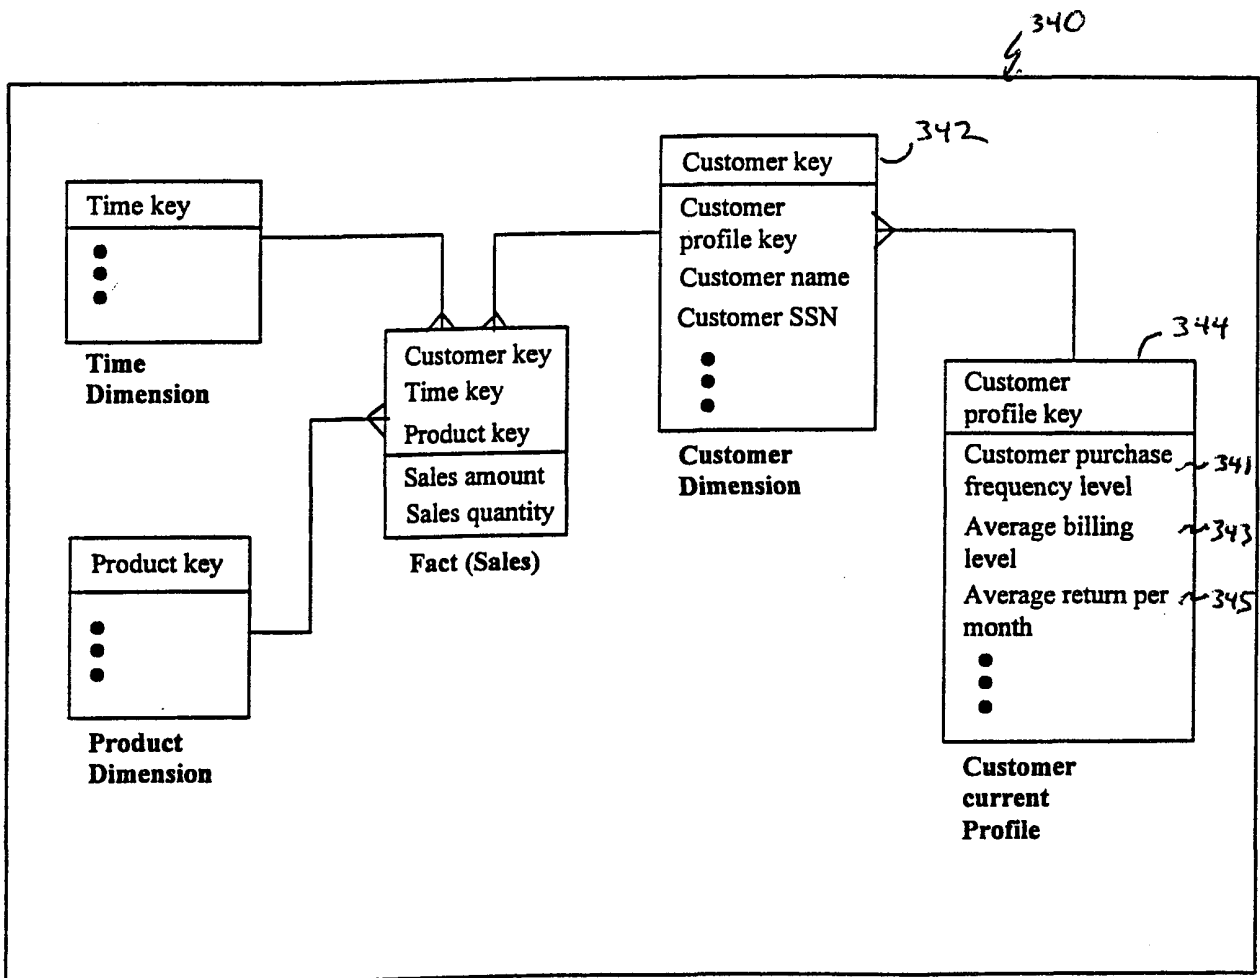 340
342
Customer key
Customer
profile key
Customer name
Customer SSN
Customer
Dimension
Time key
Time
Dimension
Customer key
Time key
Product key
Sales amount
Sales quantity
Fact (Sales)
Product key
Product
Dimension
344
Customer
profile key
Customer purchase
frequency level
341
Average billing
level
343
Average return per
month
345
Customer
current
Profile